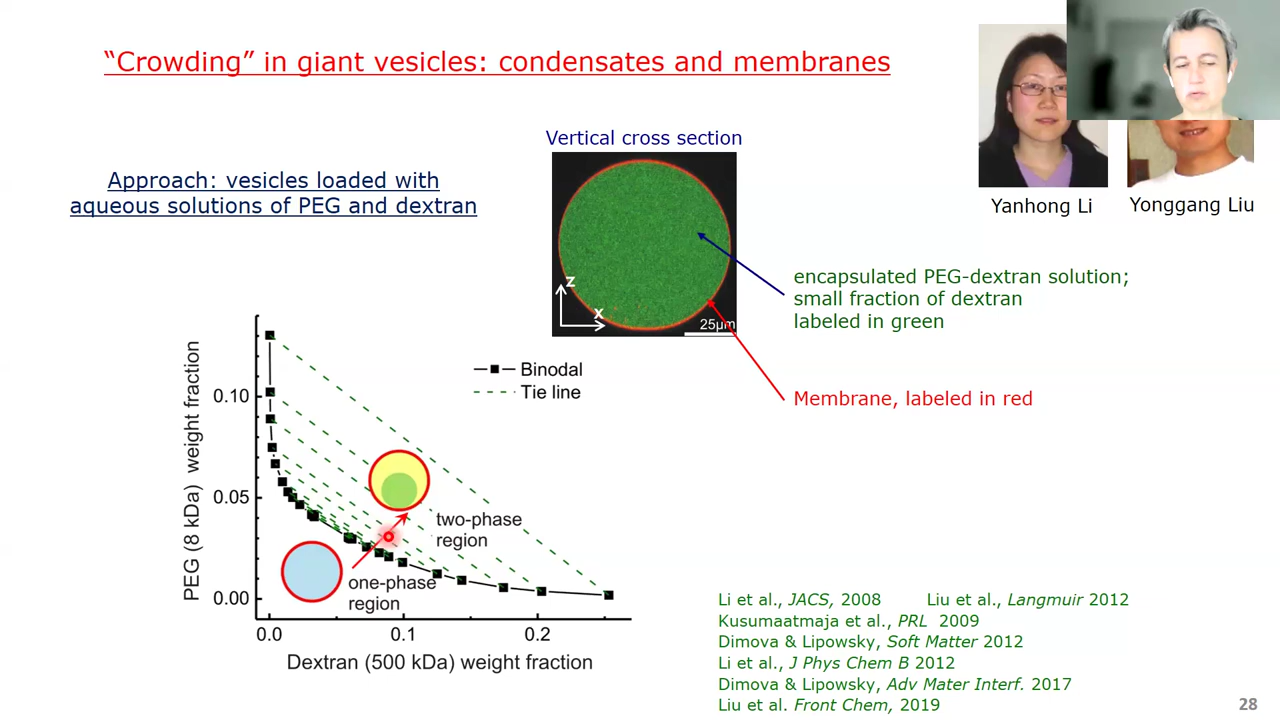 “Crowding” in giant vesicles: condensates and membranes
Vertical cross section
Approach: vesicles loaded with
aqueous solutions of PEG and dextran
Yanhong Li
Yonggang Liu
z
x
25µm
encapsulated PEG-dextran solution;
small fraction of dextran
labeled in green
Membrane, labeled in red
PEG (8 kDa) weight fraction
0.10
0.05
0.00
Binodal
Tie line
two-phase
region
one-phase
region
0.0 0.1 0.2
Dextran (500 kDa) weight fraction
Li et al., JACS, 2008 Liu et al., Langmuir 2012
Kusumaatmaja et al., PRL 2009
Dimova & Lipowsky, Soft Matter 2012
Li et al., J Phys Chem B 2012
Dimova & Lipowsky, Adv Mater Interf. 2017
Liu et al. Front Chem, 2019
28